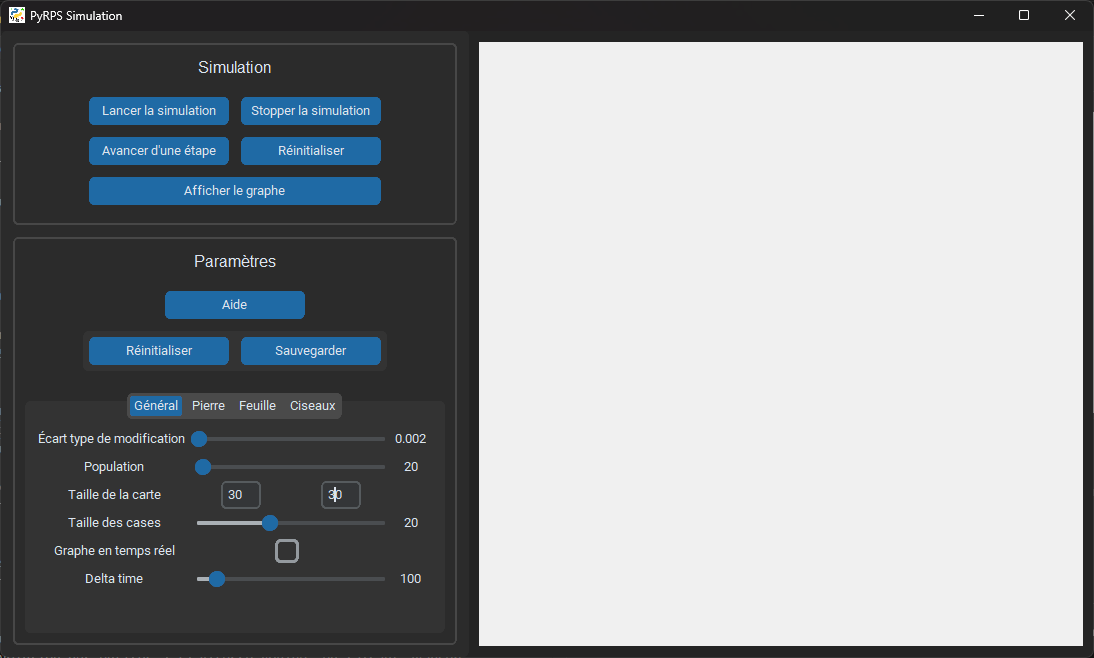 PyRPS Simulation
Simulation
Lancer la simulation Stopper la simulation
Avancer d'une étape Réinitialiser
Afficher le graphe
Paramètres
Aide
Réinitialiser Sauvegarder
Général Pierre Feuille Ciseaux
Écart type de modification 0.002
Population 20
Taille de la carte 30 30
Taille des cases 20
Graphe en temps réel
Delta time 100